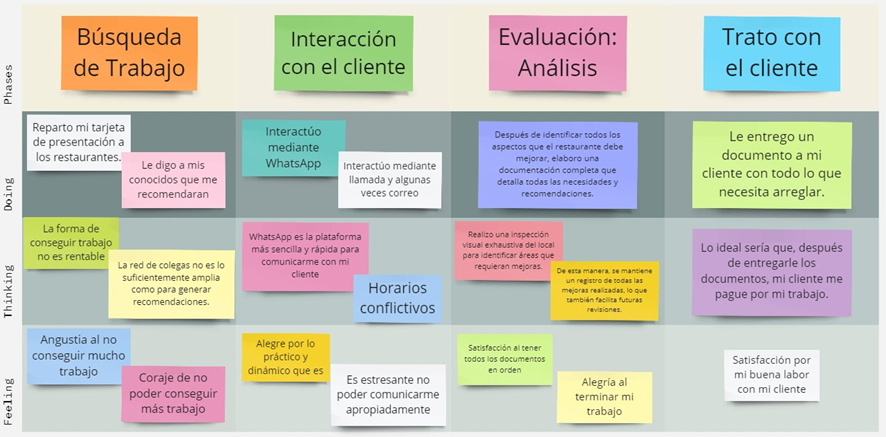 Phases
Búsqueda
de Trabajo
Interacción
con el cliente
Evaluación:
Análisis
Trato con
el cliente
Doing
Reparto mi tarjeta
de presentación a
los restaurantes.
Le digo a mis
conocidos que me
recomendaran
Interactúo
mediante
WhatsApp
Interactúo mediante
llamada y algunas
veces correo
Después de identificar todos los
aspectos que el restaurante debe
mejorar, elaboro una
documentación completa que
detalla todas las necesidades y
recomendaciones.
Le entrego un
documento a mi
cliente con todo lo que
necesita arreglar.
Thinking
La forma de
conseguir trabajo
no es rentable
La red de colegas no es lo
suficientemente amplia
como para generar
recomendaciones.
WhatsApp es la plataforma
más sencilla y rápida para
comunicarme con mi
cliente
Horarios
conflictivos
Realizo una inspección
visual exhaustiva del local
para identificar áreas que
requieran mejoras.
De esta manera, se mantiene
un registro de todas las
mejoras realizadas, lo que
también facilita futuras
revisiones.
Lo ideal sería que, después
de entregarle los
documentos, mi cliente me
pague por mi trabajo.
Feeling
Angustia al no
conseguir mucho
trabajo
Coraje de no
poder conseguir
más trabajo
Alegre por lo
práctico y
dinámico que es
Es estresante no
poder comunicarme
apropiadamente
Satisfacción al tener
todos los documentos
en orden
Alegría al
terminar mi
trabajo
Satisfacción por
mi buena labor
con mi cliente